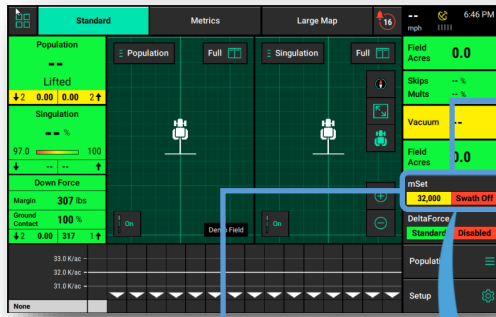 Standard
Metrics
Large Map
16
-- mph
6:46 PM
Population
--
Lifted
2 0.00 0.00 2
Singulation
-- %
97.0 100
-- --
Down Force
Margin 307 lbs
Ground Contact 100 %
2 0.00 317 1
Population Full
Singulation Full
On
Demo Field
On
Field Acres 0.0
Skips -- %
Mults -- %
Vacuum --
Field Acres 0.0
mSet
32,000 Swath Off
DeltaForce
Standard Disabled
33.0 K/ac
32.0 K/ac
31.0 K/ac
None
Setup